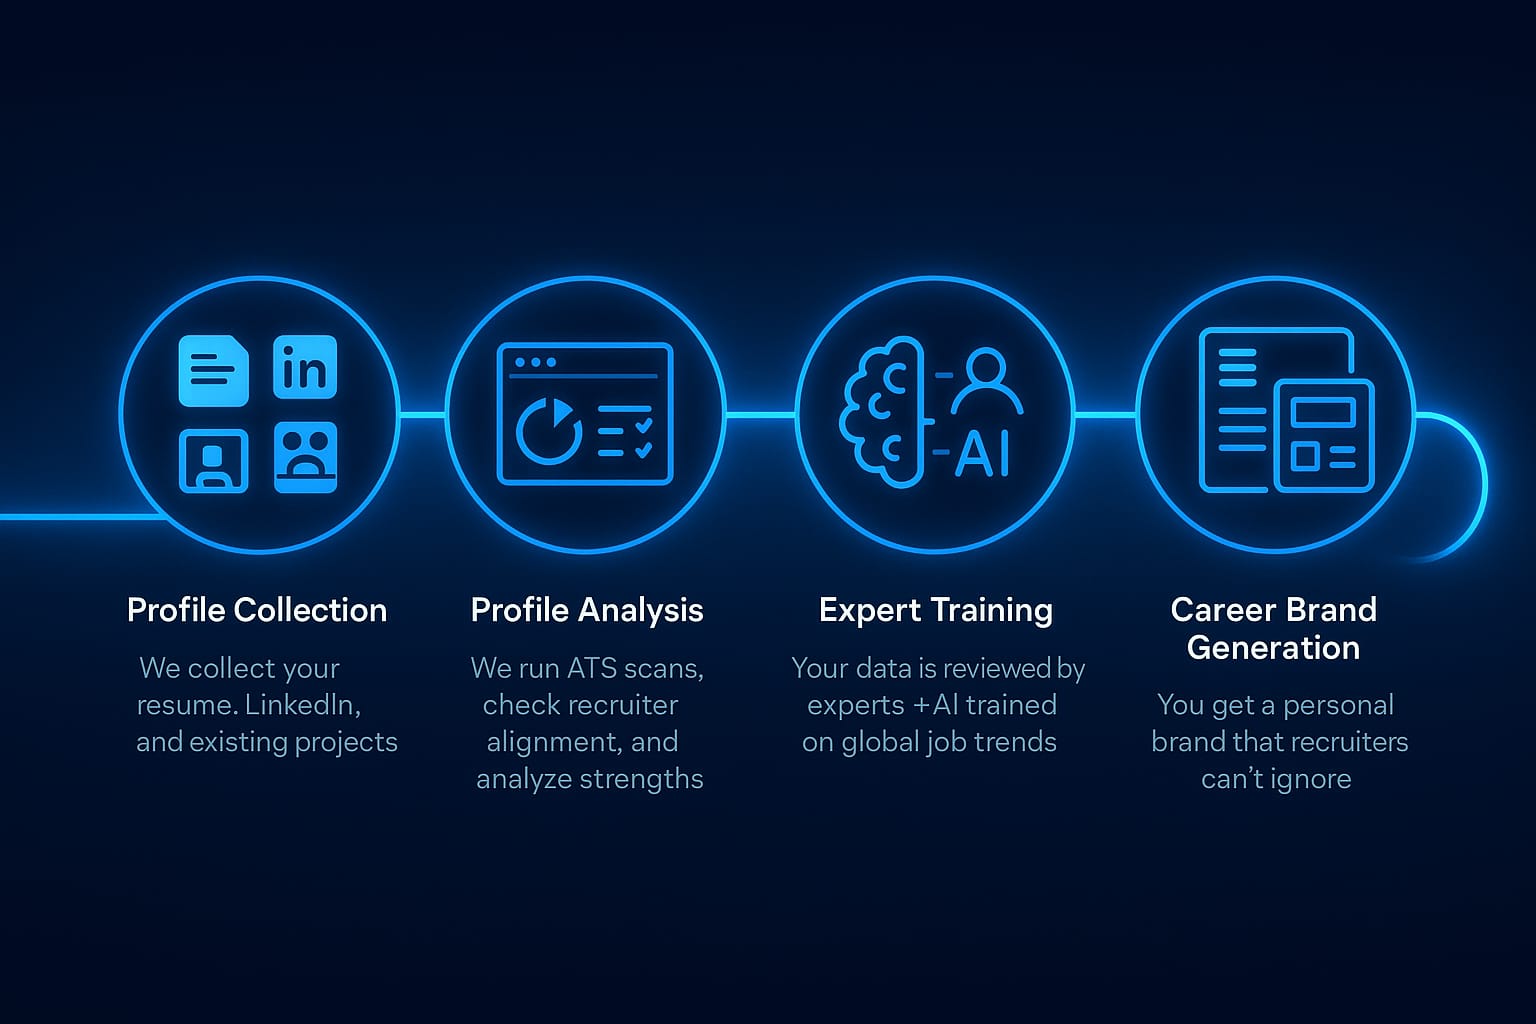 in
AI
Profile Collection
We collect your
resume. LinkedIn,
and existing projects
Profile Analysis
We run ATS scans,
check recruiter
alignment, and
analyze strengths
Expert Training
Your data is reviewed by
experts +AI trained
on global job trends
Career Brand
Generation
You get a personal
brand that recruiters
can't ignore